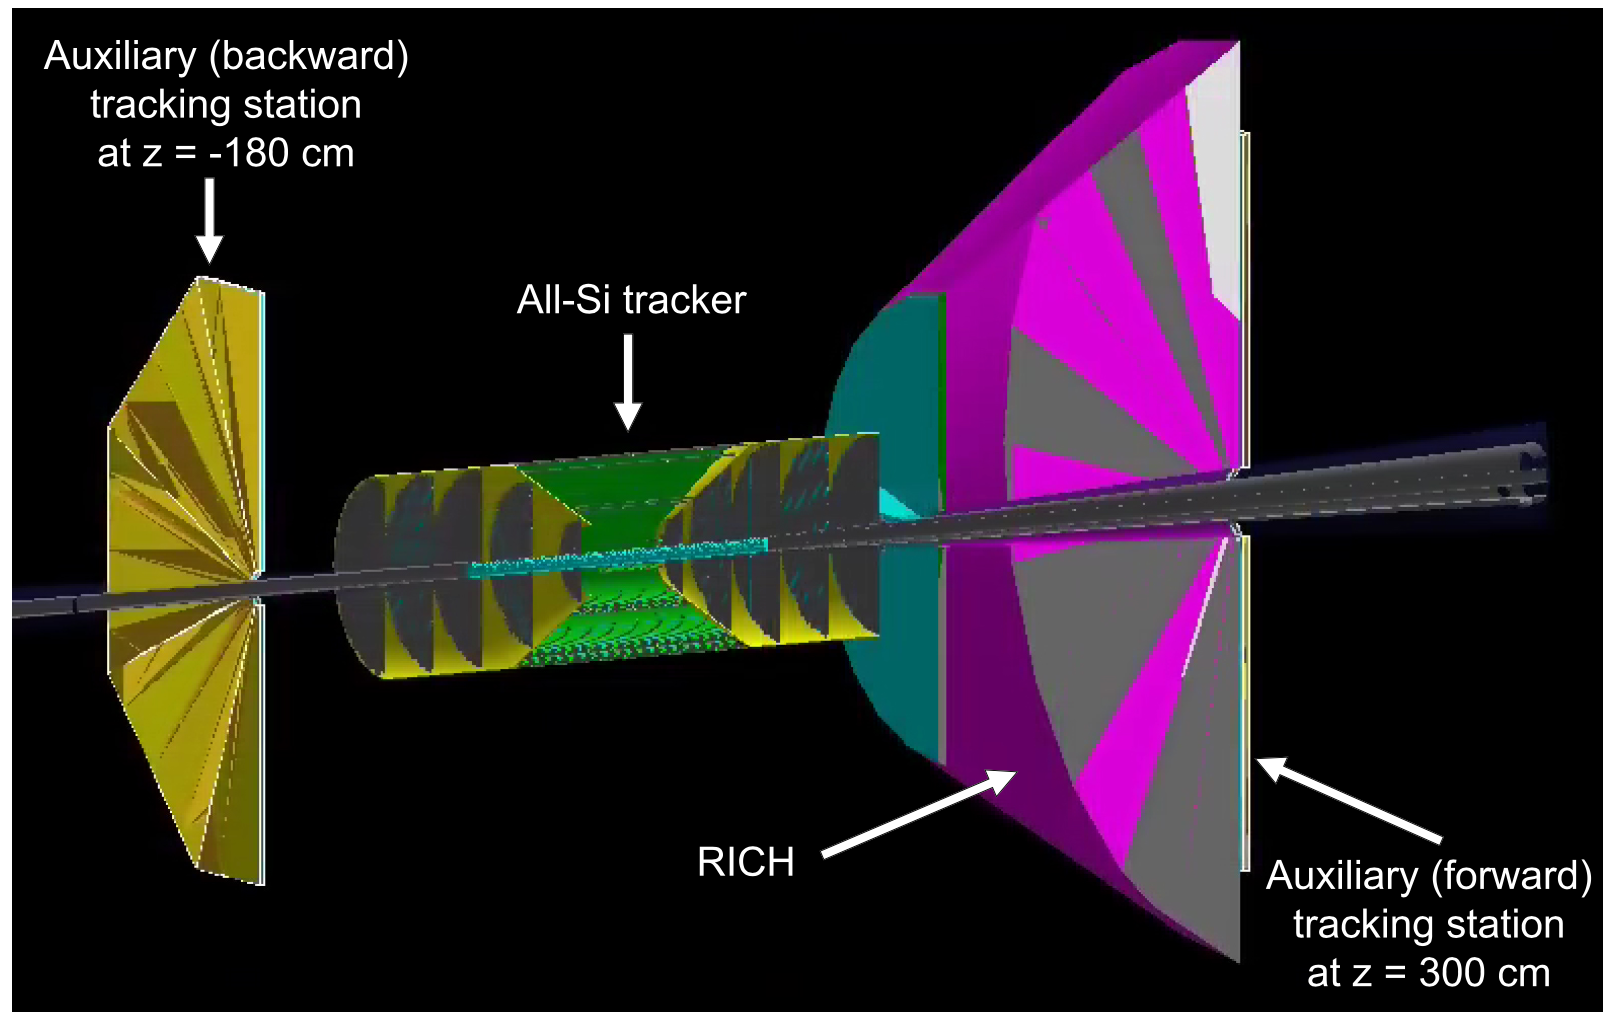 Auxiliary (backward)
tracking station
at z = -180 cm
All-Si tracker
RICH
Auxiliary (forward)
tracking station
at z = 300 cm